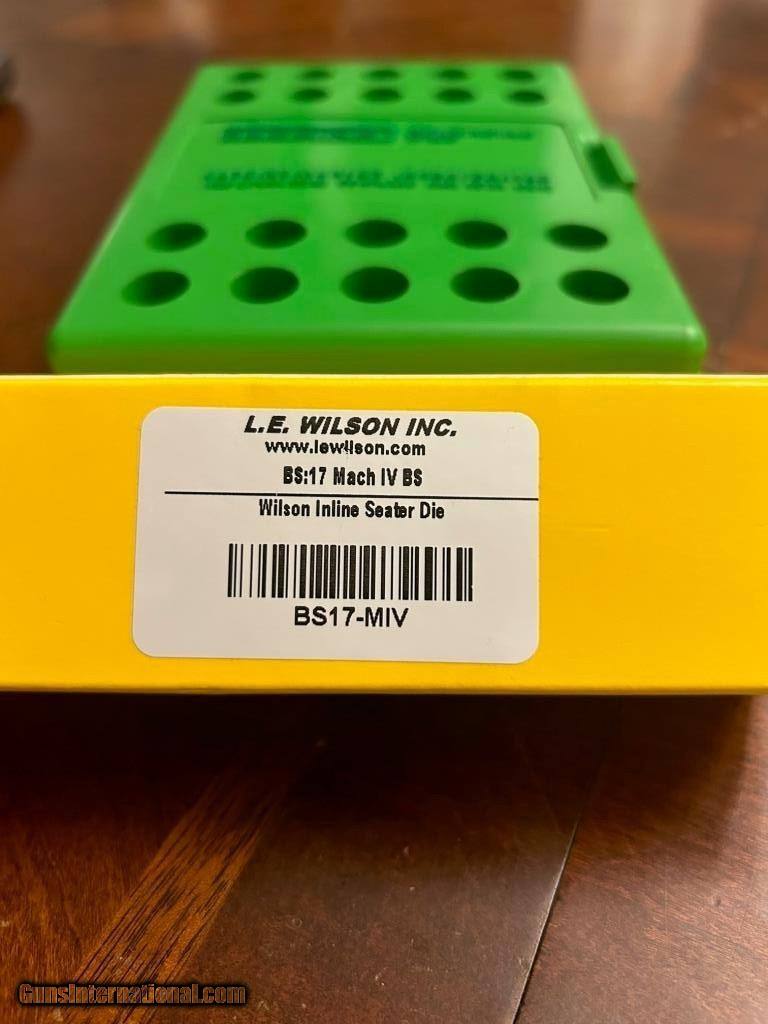 L.E. WILSON INC.
www.lewilson.com
BS:17 Mach IV BS
Wilson Inline Seater Die
BS17-MIV
GunsInternational.com